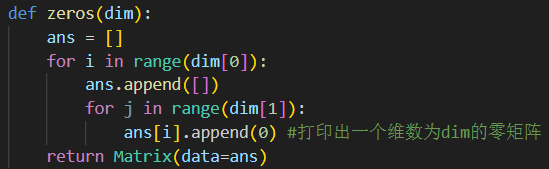 def zeros(dim):
    ans = []
    for i in range(dim[0]):
        ans.append([])
        for j in range(dim[1]):
            ans[i].append(0) #打印出一个维数为dim的零矩阵
    return Matrix(data=ans)